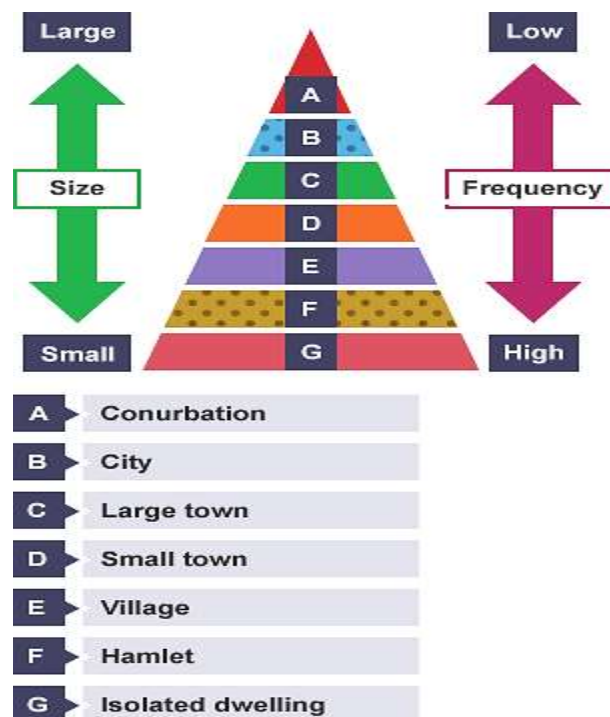 Large
Low
A
B
C
Size
Frequency
D
E
F
Small
G
High
A Conurbation
B City
C Large town
D Small town
E Village
F Hamlet
G Isolated dwelling